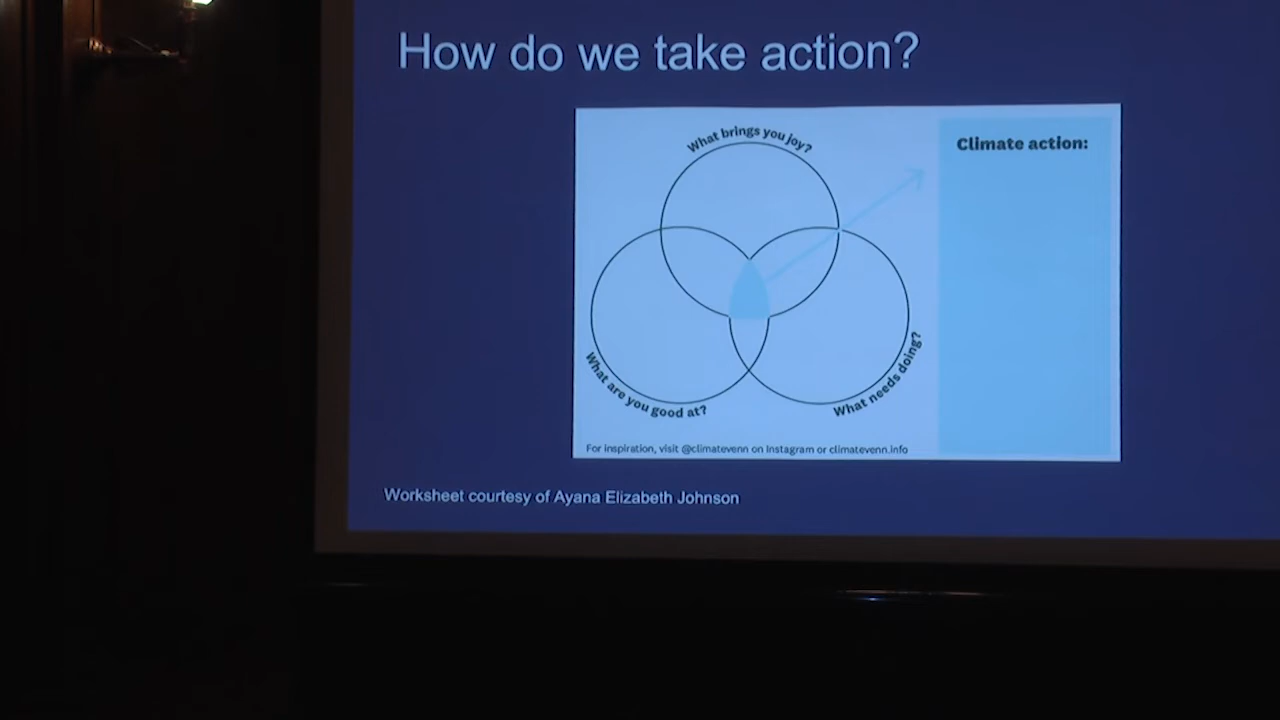 How do we take action?
What brings you joy?
Climate action:
What are you good at?
What needs doing?
For inspiration, visit @climatevenn on Instagram or climatevenn.info
Worksheet courtesy of Ayana Elizabeth Johnson